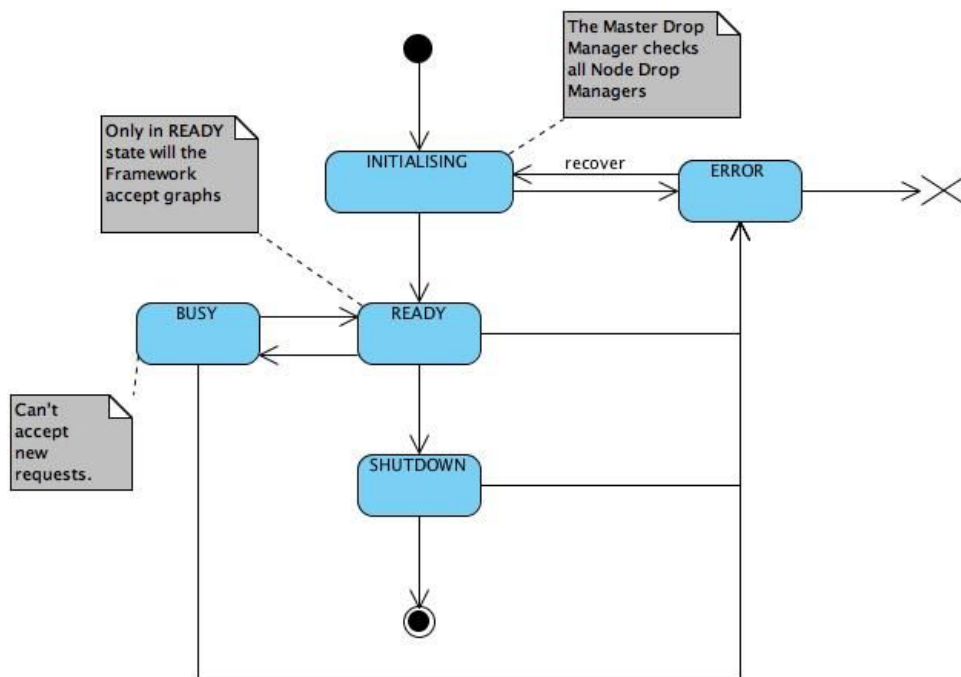 The Master Drop
Manager checks
all Node Drop
Managers
Only in READY
state will the
Framework
accept graphs
INITIALISING
recover
ERROR
BUSY
READY
Can't
accept
new
requests.
SHUTDOWN